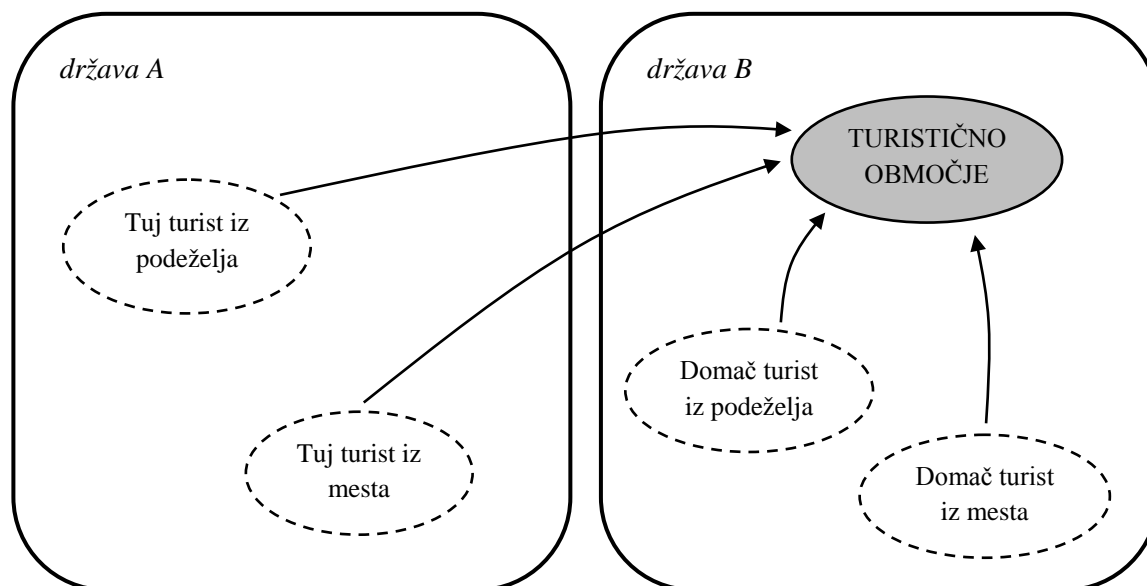 država A
država B
TURISTIČNO
OBMOČJE
Tuj turist iz
podeželja
Domač turist
iz podeželja
Tuj turist iz
mesta
Domač turist
iz mesta